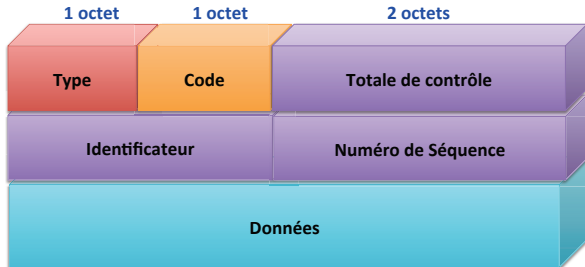 1 octet 1 octet 2 octets
Type Code Totale de contrôle
Identificateur Numéro de Séquence
Données